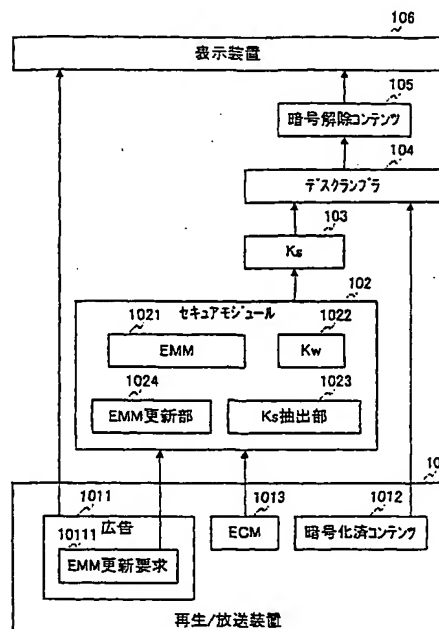 106
表示装置
105
暗号解除コンテンツ
104
デスクランブラ
103
Ks
102
セキュアモジュール
1021
EMM
1022
Kw
1024
EMM更新部
1023
Ks抽出部
10
1011
広告
10111
EMM更新要求
1013
ECM
1012
暗号化済コンテンツ
再生/放送装置